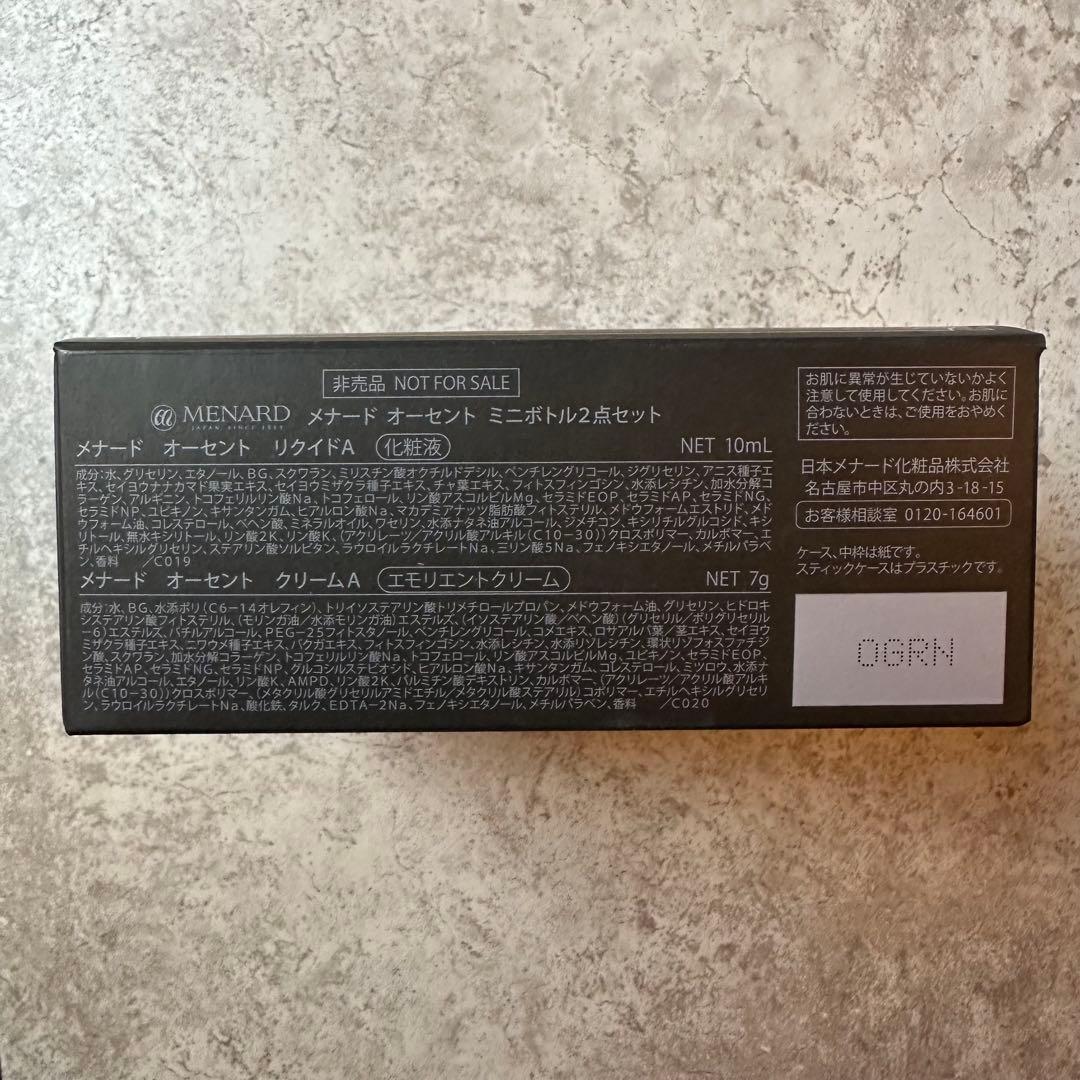 非売品 NOT FOR SALE
MENARD メナード オーセント ミニボトル2点セット
JAPAN, SINCE 1959
メナード オーセント リクイドA 化粧液 NET 10mL
成分:水、グリセリン、エタノール、BG、スクワラン、ミリスチン酸オクチルドデシル、ペンチレングリコール、ジグリセリン、アニス種子エ
キス、セイヨウナナカマド果実エキス、セイヨウミザクラ種子エキス、チャ葉エキス、フィトスフィンゴシン、水添レシチン、加水分解コ
ラーゲン、アルギニン、トコフェリルリン酸Na、トコフェロール、リン酸アスコルビルMg、セラミドEOP、セラミドAP、セラミドNG、
セラミドNP、ユビキノン、キサンタンガム、ヒアルロン酸Na、マカデミアナッツ脂肪酸フィトステリル、メドウフォームエストリド、メド
ウフォーム油、コレステロール、ベヘン酸、ミネラルオイル、ワセリン、水添ナタネ油アルコール、ジメチコン、キシリチルグルコシド、キシ
リトール、無水キシリトール、リン酸2K、リン酸K、(アクリレーツ/アクリル酸アルキル(C10-30))クロスポリマー、カルボマー、エ
チルヘキシルグリセリン、ステアリン酸ソルビタン、ラウロイルラクチレートNa、三リン酸5Na、フェノキシエタノール、メチルパラベ
ン、香料 /C019
メナード オーセント クリームA エモリエントクリーム NET 7g
成分:水、BG、水添ポリ(C6-14オレフィン)、トリイソステアリン酸トリメチロールプロパン、メドウフォーム油、グリセリン、ヒドロキ
システアリン酸フィトステリル、(モリンガ油/水添モリンガ油)エステルズ、(イソステアリン酸/ベヘン酸)(グリセリル/ポリグリセリル
-6)エステルズ、バチルアルコール、PEG-25フィトスタノール、ペンチレングリコール、コメエキス、ロサアルバ葉/茎エキス、セイヨウ
ミザクラ種子エキス、ニワウメ種子エキス、バクガエキス、フィトスフィンゴシン、水添レシチン、水添リゾレシチン、環状リゾホスファチジ
ン酸、スクワラン、加水分解コラーゲン、トコフェリルリン酸Na、トコフェロール、リン酸アスコルビルMg、ユビキノン、セラミドEOP、
セラミドAP、セラミドNG、セラミドNP、グルコシルセラミド、ヒアルロン酸Na、キサンタンガム、コレステロール、ミツロウ、水添ナ
タネ油アルコール、エタノール、リン酸K、AMPD、リン酸2K、パルミチン酸デキストリン、カルボマー、(アクリレーツ/アクリル酸アルキ
ル(C10-30))クロスポリマー、(メタクリル酸グリセリルアミドエチル/メタクリル酸ステアリル)コポリマー、エチルヘキシルグリセリ
ン、ラウロイルラクチレートNa、酸化鉄、タルク、EDTA-2Na、フェノキシエタノール、メチルパラベン、香料 /C020
お肌に異常が生じていないかよく
注意して使用してください。お肌に
合わないときは、ご使用をおやめく
ださい。
日本メナード化粧品株式会社
名古屋市中区丸の内3-18-15
お客様相談室 0120-164601
ケース、中枠は紙です。
スティックケースはプラスチックです。
OGRN